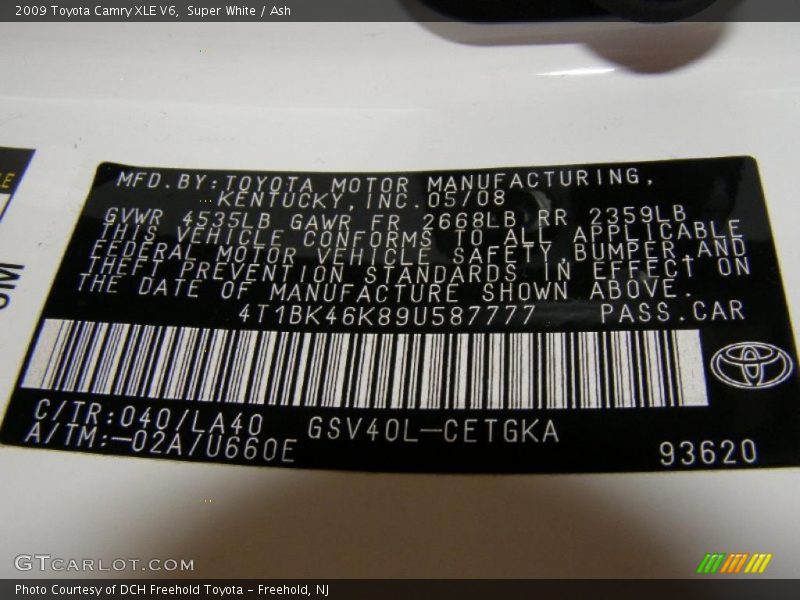 2009 Toyota Camry XLE V6, Super White / Ash
MFD.BY:TOYOTA MOTOR MANUFACTURING,
KENTUCKY,INC.05/08
GVWR 4535LB GAWR FR 2668LB RR 2359LB
THIS VEHICLE CONFORMS TO ALL APPLICABLE
FEDERAL MOTOR VEHICLE SAFETY,BUMPER,AND
THEFT PREVENTION STANDARDS IN EFFECT ON
THE DATE OF MANUFACTURE SHOWN ABOVE.
4T1BK46K89U587777 PASS.CAR
C/TR:040/LA40 GSV40L-CETGKA
A/TM:-02A/U660E 93620
GTCARLOT.COM
Photo Courtesy of DCH Freehold Toyota - Freehold, NJ